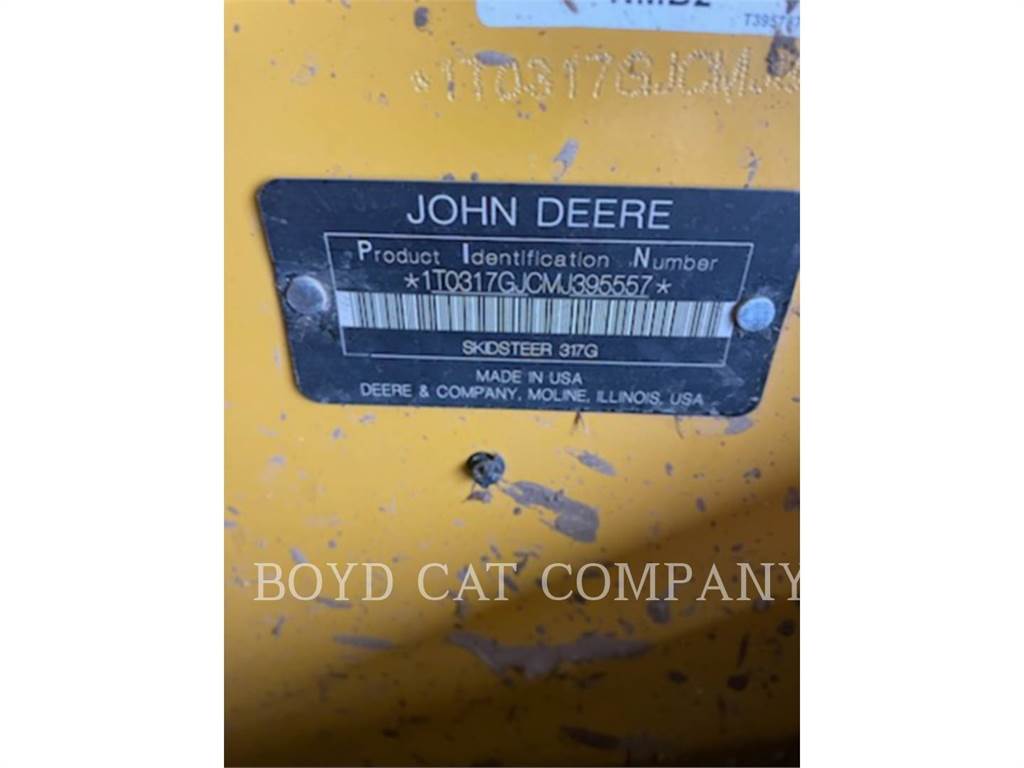 *1T0317GJCMJ
JOHN DEERE
Product Identification Number
*1T0317GJCMJ395557*
SKIDSTEER 317G
MADE IN USA
DEERE & COMPANY, MOLINE, ILLINOIS, USA
BOYD CAT COMPANY